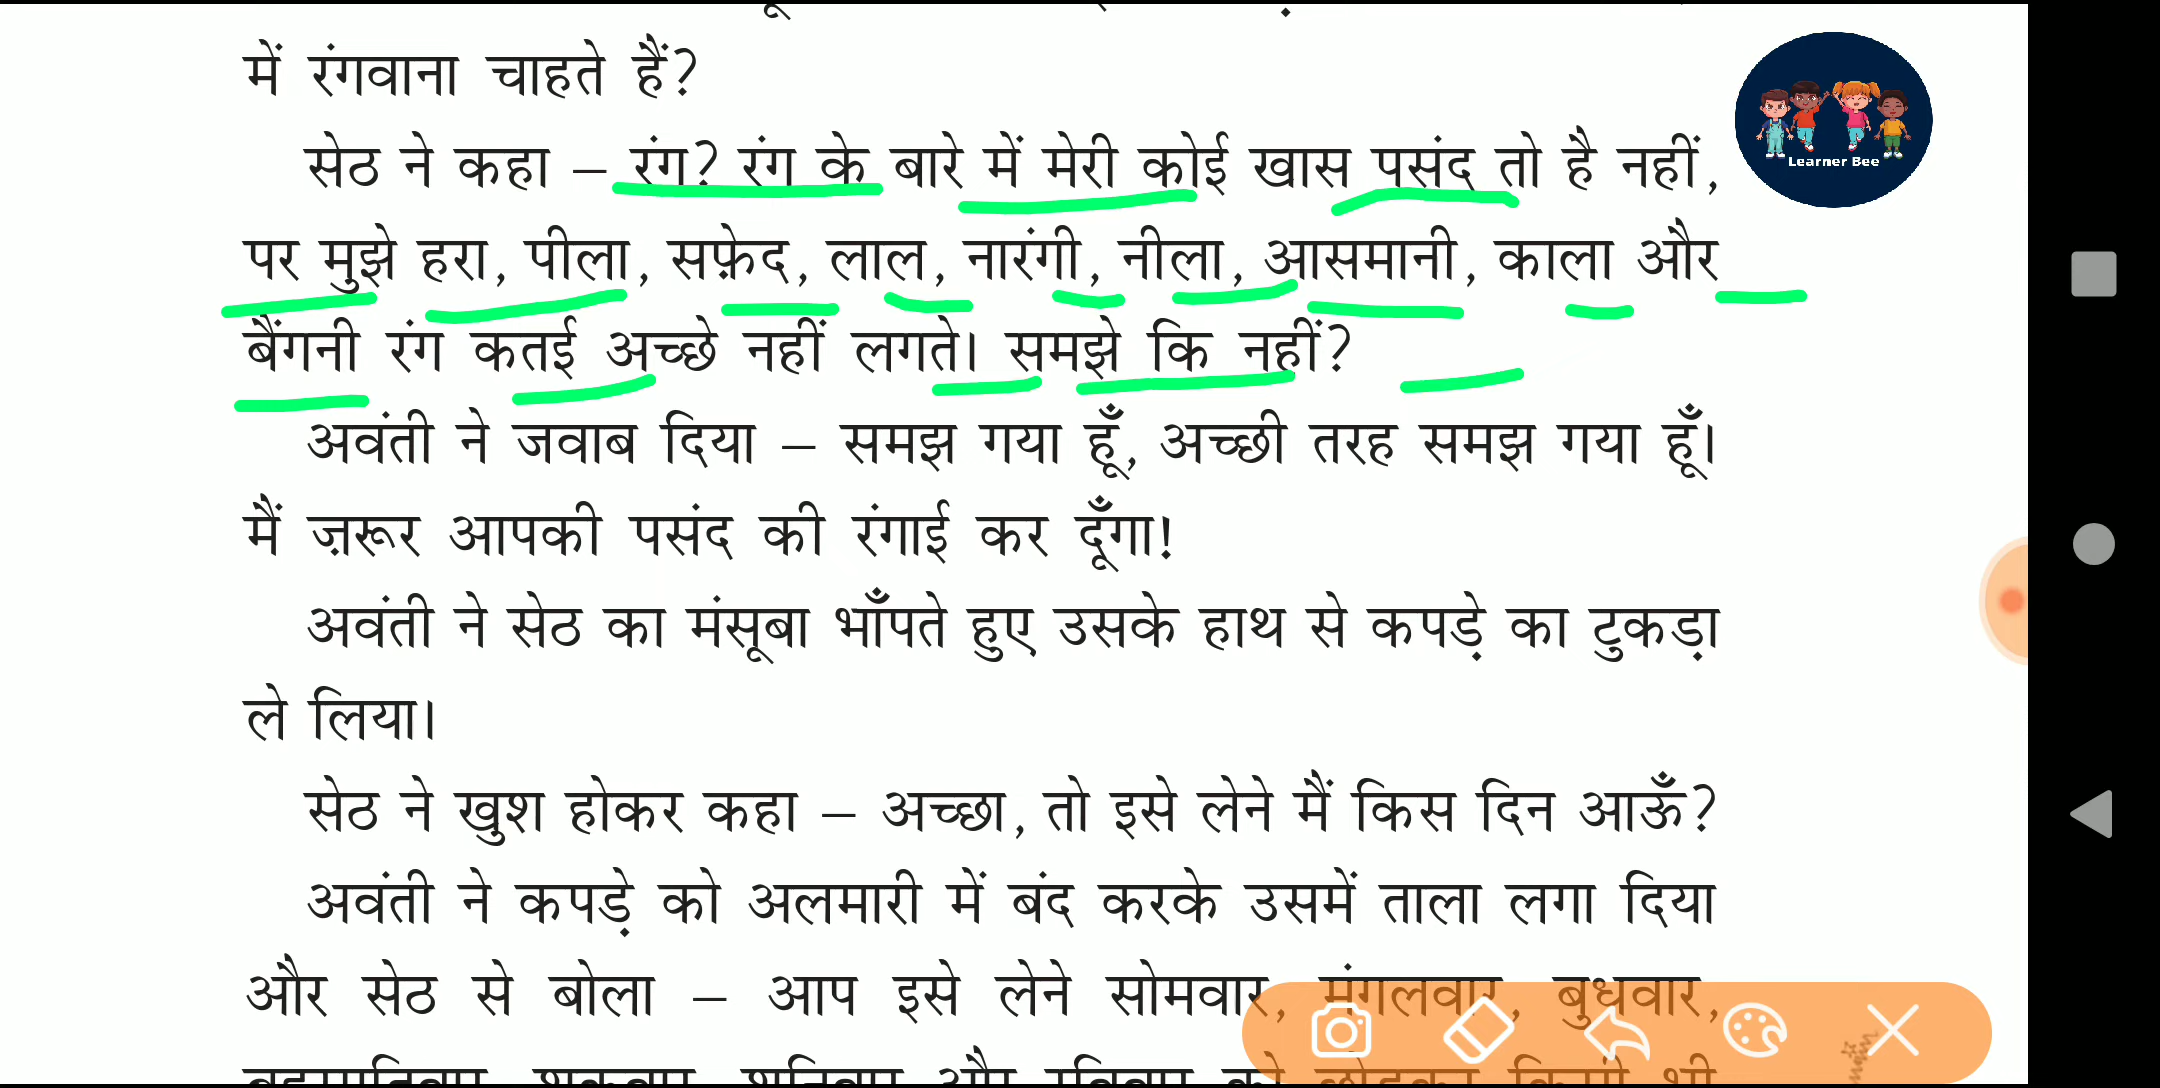 में रंगवाना चाहते हैं?
सेठ ने कहा – रंग? रंग के बारे में मेरी कोई खास पसंद तो है नहीं,
पर मुझे हरा, पीला, सफ़ेद, लाल, नारंगी, नीला, आसमानी, काला और
बैंगनी रंग कतई अच्छे नहीं लगते। समझे कि नहीं?
अवंती ने जवाब दिया – समझ गया हूँ, अच्छी तरह समझ गया हूँ।
मैं ज़रूर आपकी पसंद की रंगाई कर दूँगा!
अवंती ने सेठ का मंसूबा भाँपते हुए उसके हाथ से कपड़े का टुकड़ा
ले लिया।
सेठ ने खुश होकर कहा – अच्छा, तो इसे लेने मैं किस दिन आऊँ?
अवंती ने कपड़े को अलमारी में बंद करके उसमें ताला लगा दिया
और सेठ से बोला – आप इसे लेने सोमवार, मंगलवार, बुधवार,
Learner Bee